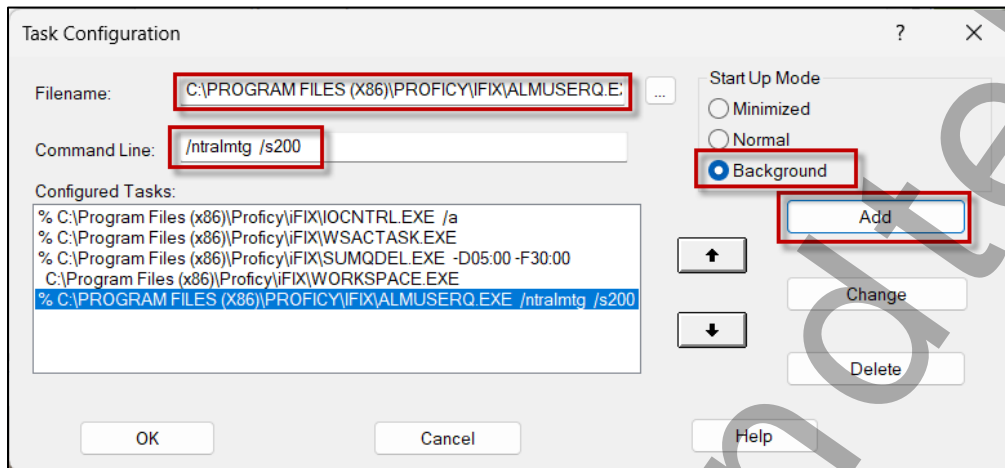 Task Configuration ? ×
Filename: C:\PROGRAM FILES (X86)\PROFICY\IFIX\ALMUSERQ.E ...
Command Line: /ntralmtg /s200
Configured Tasks:
% C:\Program Files (x86)\Proficy\iFIX\IOCNTRL.EXE /a
% C:\Program Files (x86)\Proficy\iFIX\WSACTASK.EXE
% C:\Program Files (x86)\Proficy\iFIX\SUMQDEL.EXE -D05:00 -F30:00
C:\Program Files (x86)\Proficy\iFIX\WORKSPACE.EXE
% C:\PROGRAM FILES (X86)\PROFICY\IFIX\ALMUSERQ.EXE /ntralmtg /s200
Start Up Mode
Minimized
Normal
Background
Add
Change
Delete
OK Cancel Help